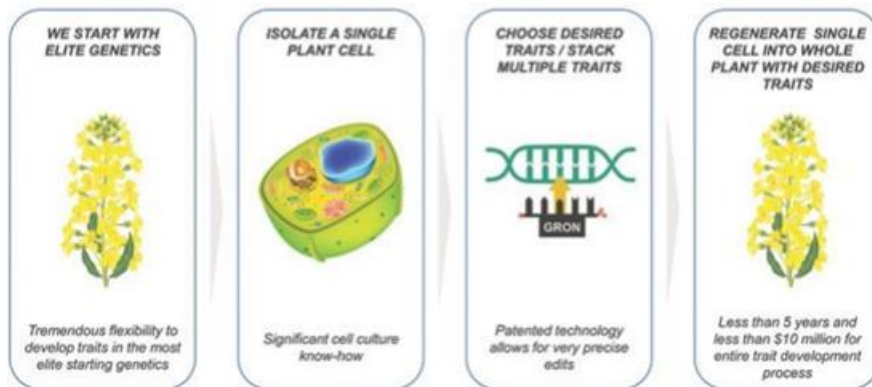 WE START WITH
ELITE GENETICS
Tremendous flexibility to
develop traits in the most
elite starting genetics
ISOLATE A SINGLE
PLANT CELL
Significant cell culture
know-how
CHOOSE DESIRED
TRAITS / STACK
MULTIPLE TRAITS
GRON
Patented technology
allows for very precise
edits
REGENERATE SINGLE
CELL INTO WHOLE
PLANT WITH DESIRED
TRAITS
Less than 5 years and
less than $10 million for
entire trait development
process